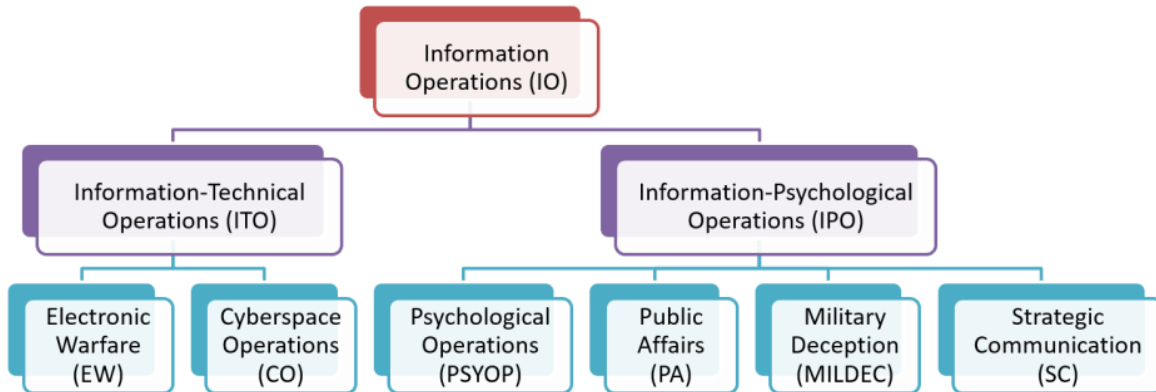 Information
Operations (IO)
Information-Technical
Operations (ITO)
Information-Psychological
Operations (IPO)
Electronic
Warfare
(EW)
Cyberspace
Operations
(CO)
Psychological
Operations
(PSYOP)
Public
Affairs
(PA)
Military
Deception
(MILDEC)
Strategic
Communication
(SC)